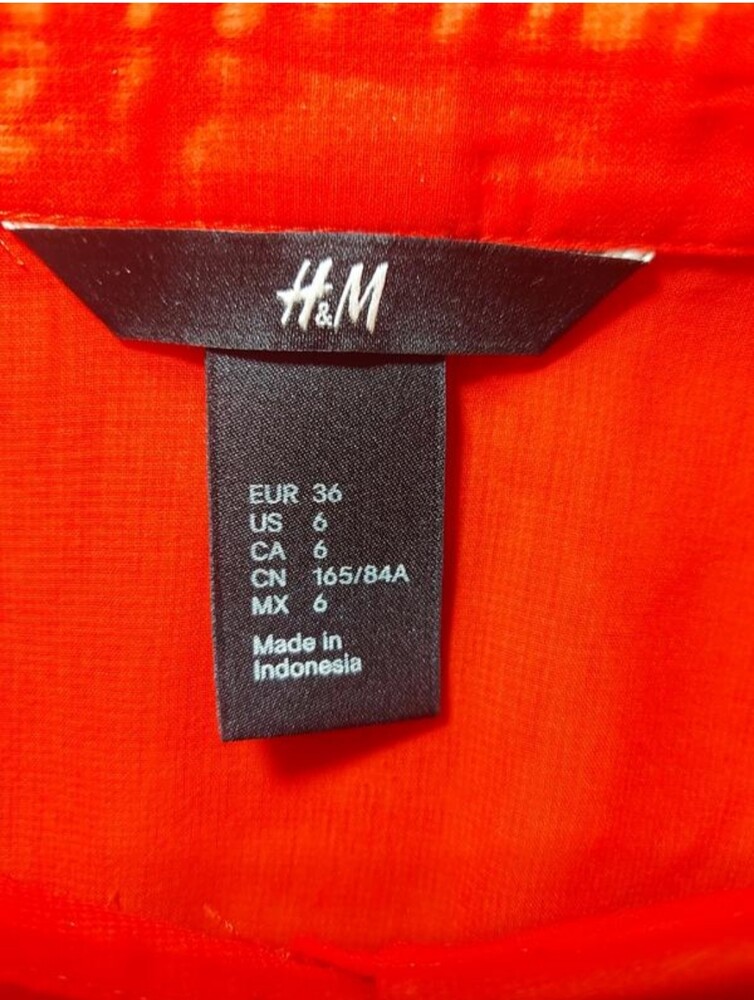 H&M
EUR 36
US 6
CA 6
CN 165/84A
MX 6
Made in
Indonesia